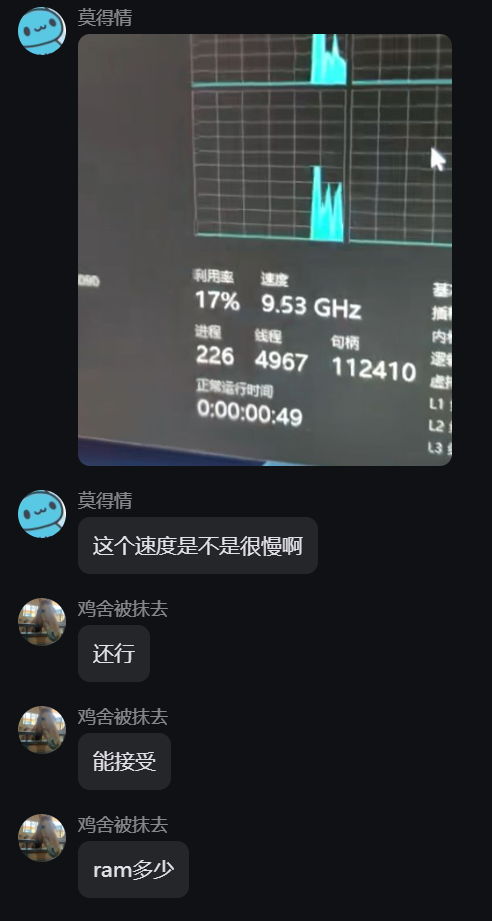 莫得情
利用率 速度
17% 9.53 GHz
进程 线程 句柄
226 4967 112410
正常运行时间
0:00:00:49
L1
L2
L3
莫得情
这个速度是不是很慢啊
鸡舍被抹去
还行
鸡舍被抹去
能接受
鸡舍被抹去
ram多少